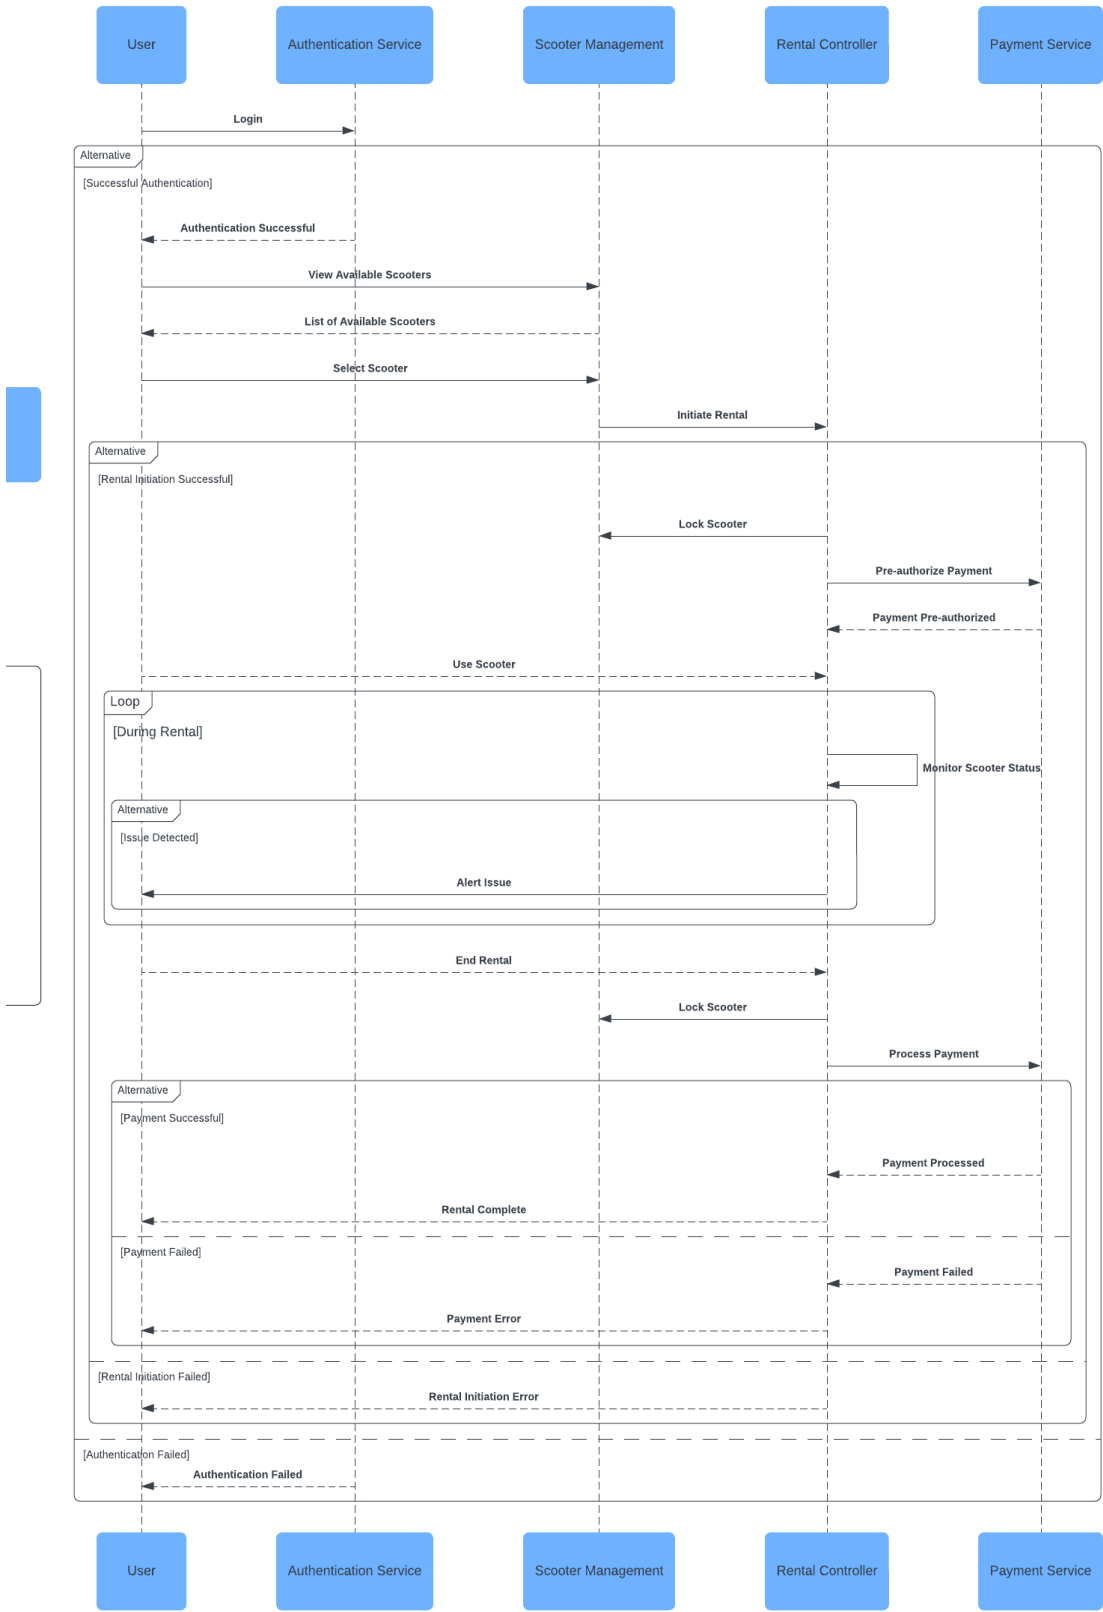 User
Authentication Service
Scooter Management
Rental Controller
Payment Service
Login
Alternative
[Successful Authentication]
Authentication Successful
View Available Scooters
List of Available Scooters
Select Scooter
Initiate Rental
Alternative
[Rental Initiation Successful]
Lock Scooter
Pre-authorize Payment
Payment Pre-authorized
Use Scooter
Loop
[During Rental]
Monitor Scooter Status
Alternative
[Issue Detected]
Alert Issue
End Rental
Lock Scooter
Process Payment
Alternative
[Payment Successful]
Payment Processed
Rental Complete
[Payment Failed]
Payment Failed
Payment Error
[Rental Initiation Failed]
Rental Initiation Error
[Authentication Failed]
Authentication Failed
User
Authentication Service
Scooter Management
Rental Controller
Payment Service